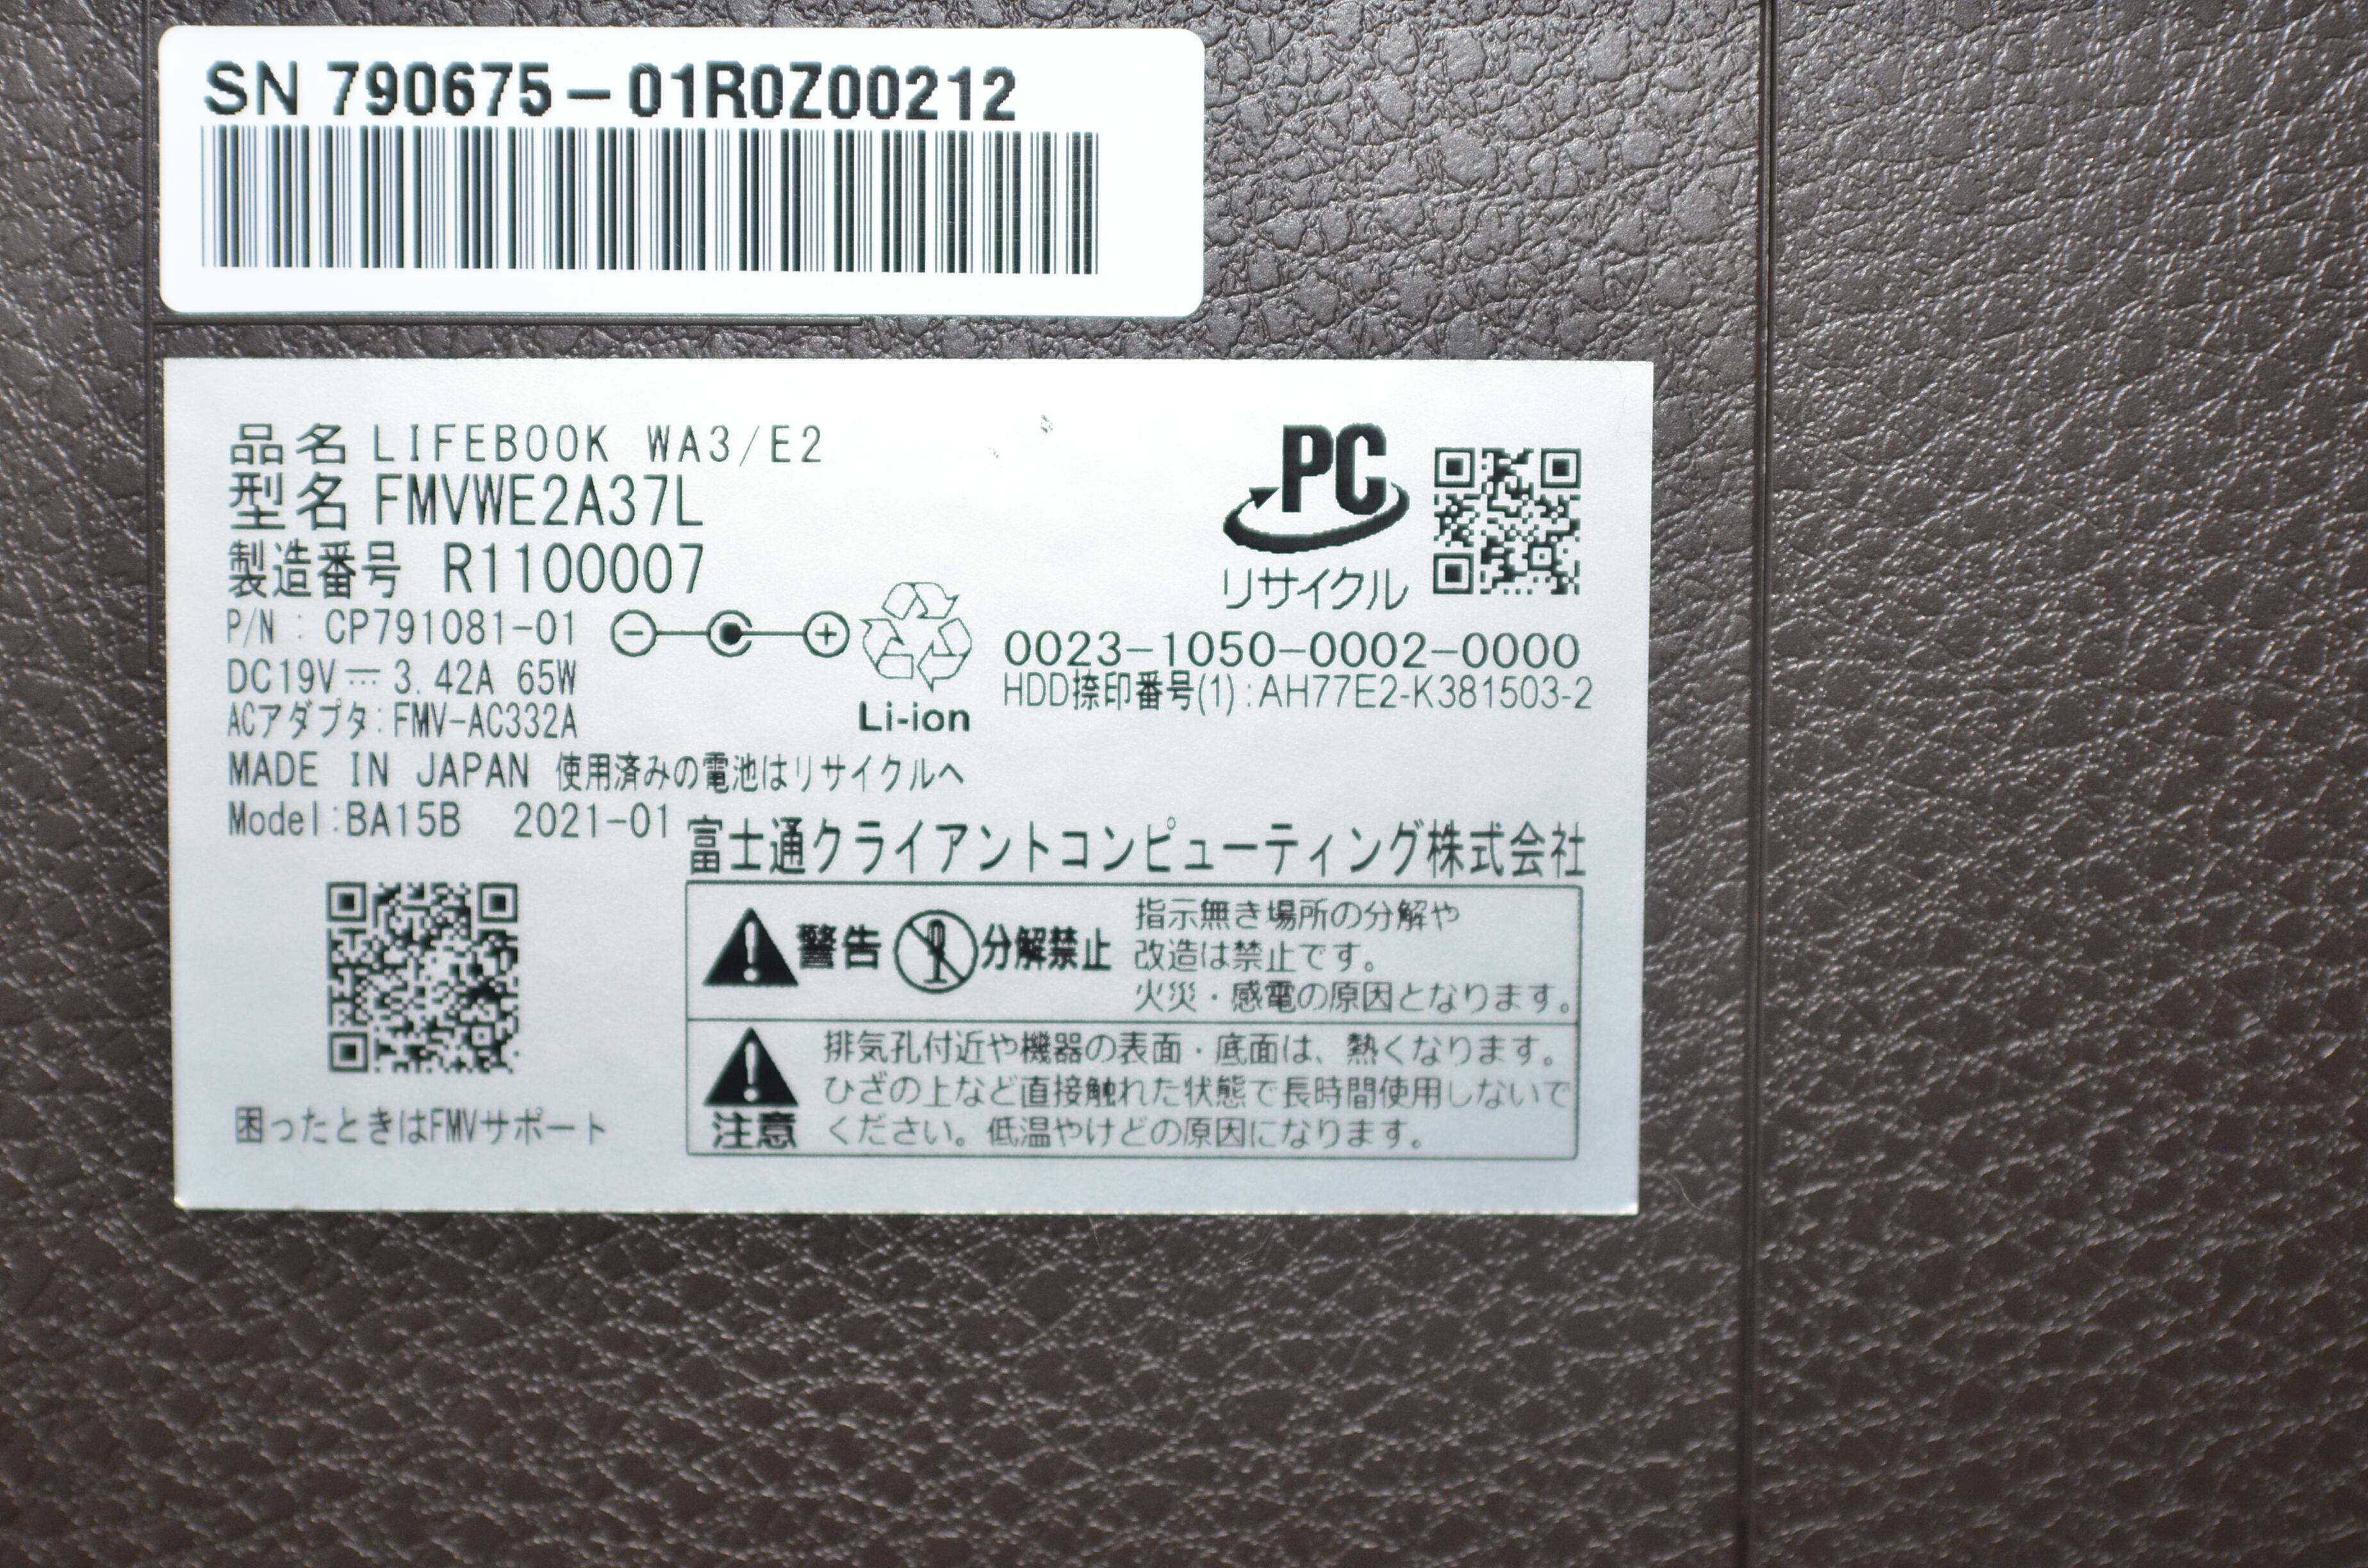 SN 790675-01R0Z00212
品名 LIFEBOOK WA3/E2
型名 FMVWE2A37L
製造番号 R1100007
P/N : CP791081-01
DC19V⎓3.42A 65W
ACアダプタ:FMV-AC332A
Li-ion
PC
リサイクル
0023-1050-0002-0000
HDD捺印番号(1):AH77E2-K381503-2
MADE IN JAPAN 使用済みの電池はリサイクルへ
Model:BA15B 2021-01
富士通クライアントコンピューティング株式会社
困ったときはFMVサポート
警告 分解禁止
指示無き場所の分解や
改造は禁止です。
火災・感電の原因となります。
注意
排気孔付近や機器の表面・底面は、熱くなります。
ひざの上など直接触れた状態で長時間使用しないで
ください。低温やけどの原因になります。